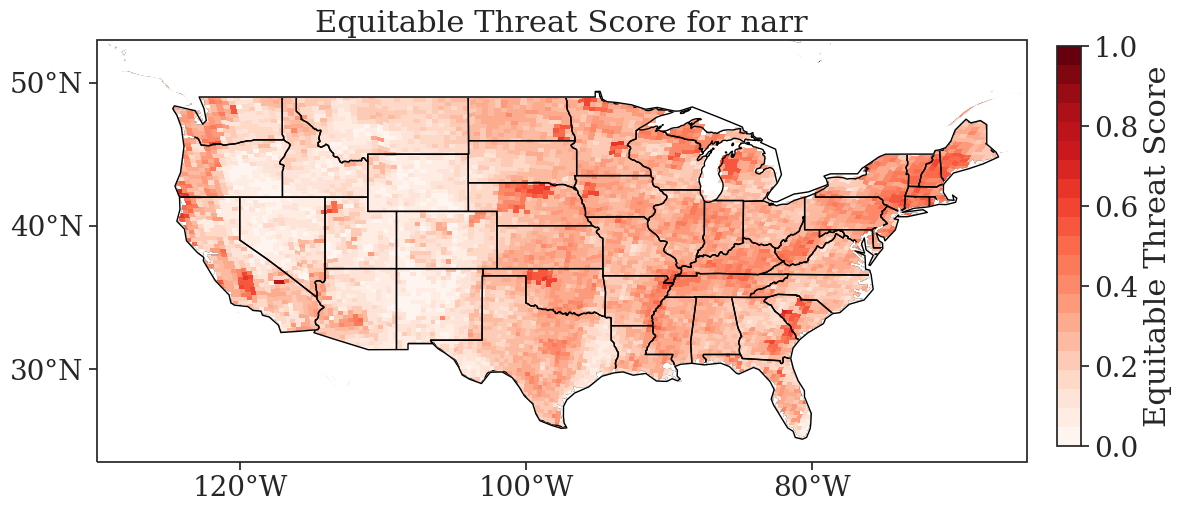 Equitable Threat Score for narr
50°N
40°N
30°N
120°W
100°W
80°W
1.0
0.8
0.6
0.4
0.2
0.0
Equitable Threat Score